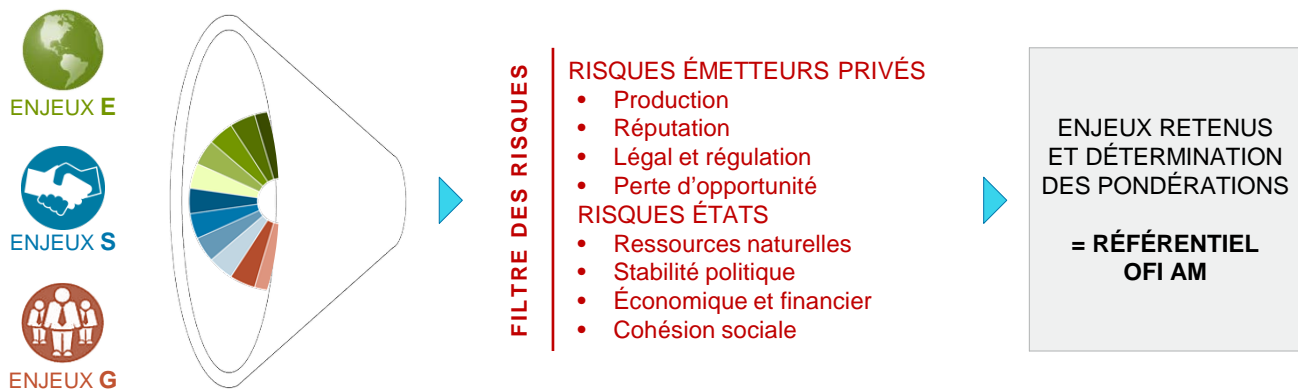 ENJEUX E
ENJEUX S
ENJEUX G
FILTRE DES RISQUES
RISQUES ÉMETTEURS PRIVÉS
• Production
• Réputation
• Légal et régulation
• Perte d'opportunité
RISQUES ÉTATS
• Ressources naturelles
• Stabilité politique
• Économique et financier
• Cohésion sociale
ENJEUX RETENUS
ET DÉTERMINATION
DES PONDÉRATIONS
= RÉFÉRENTIEL
OFI AM